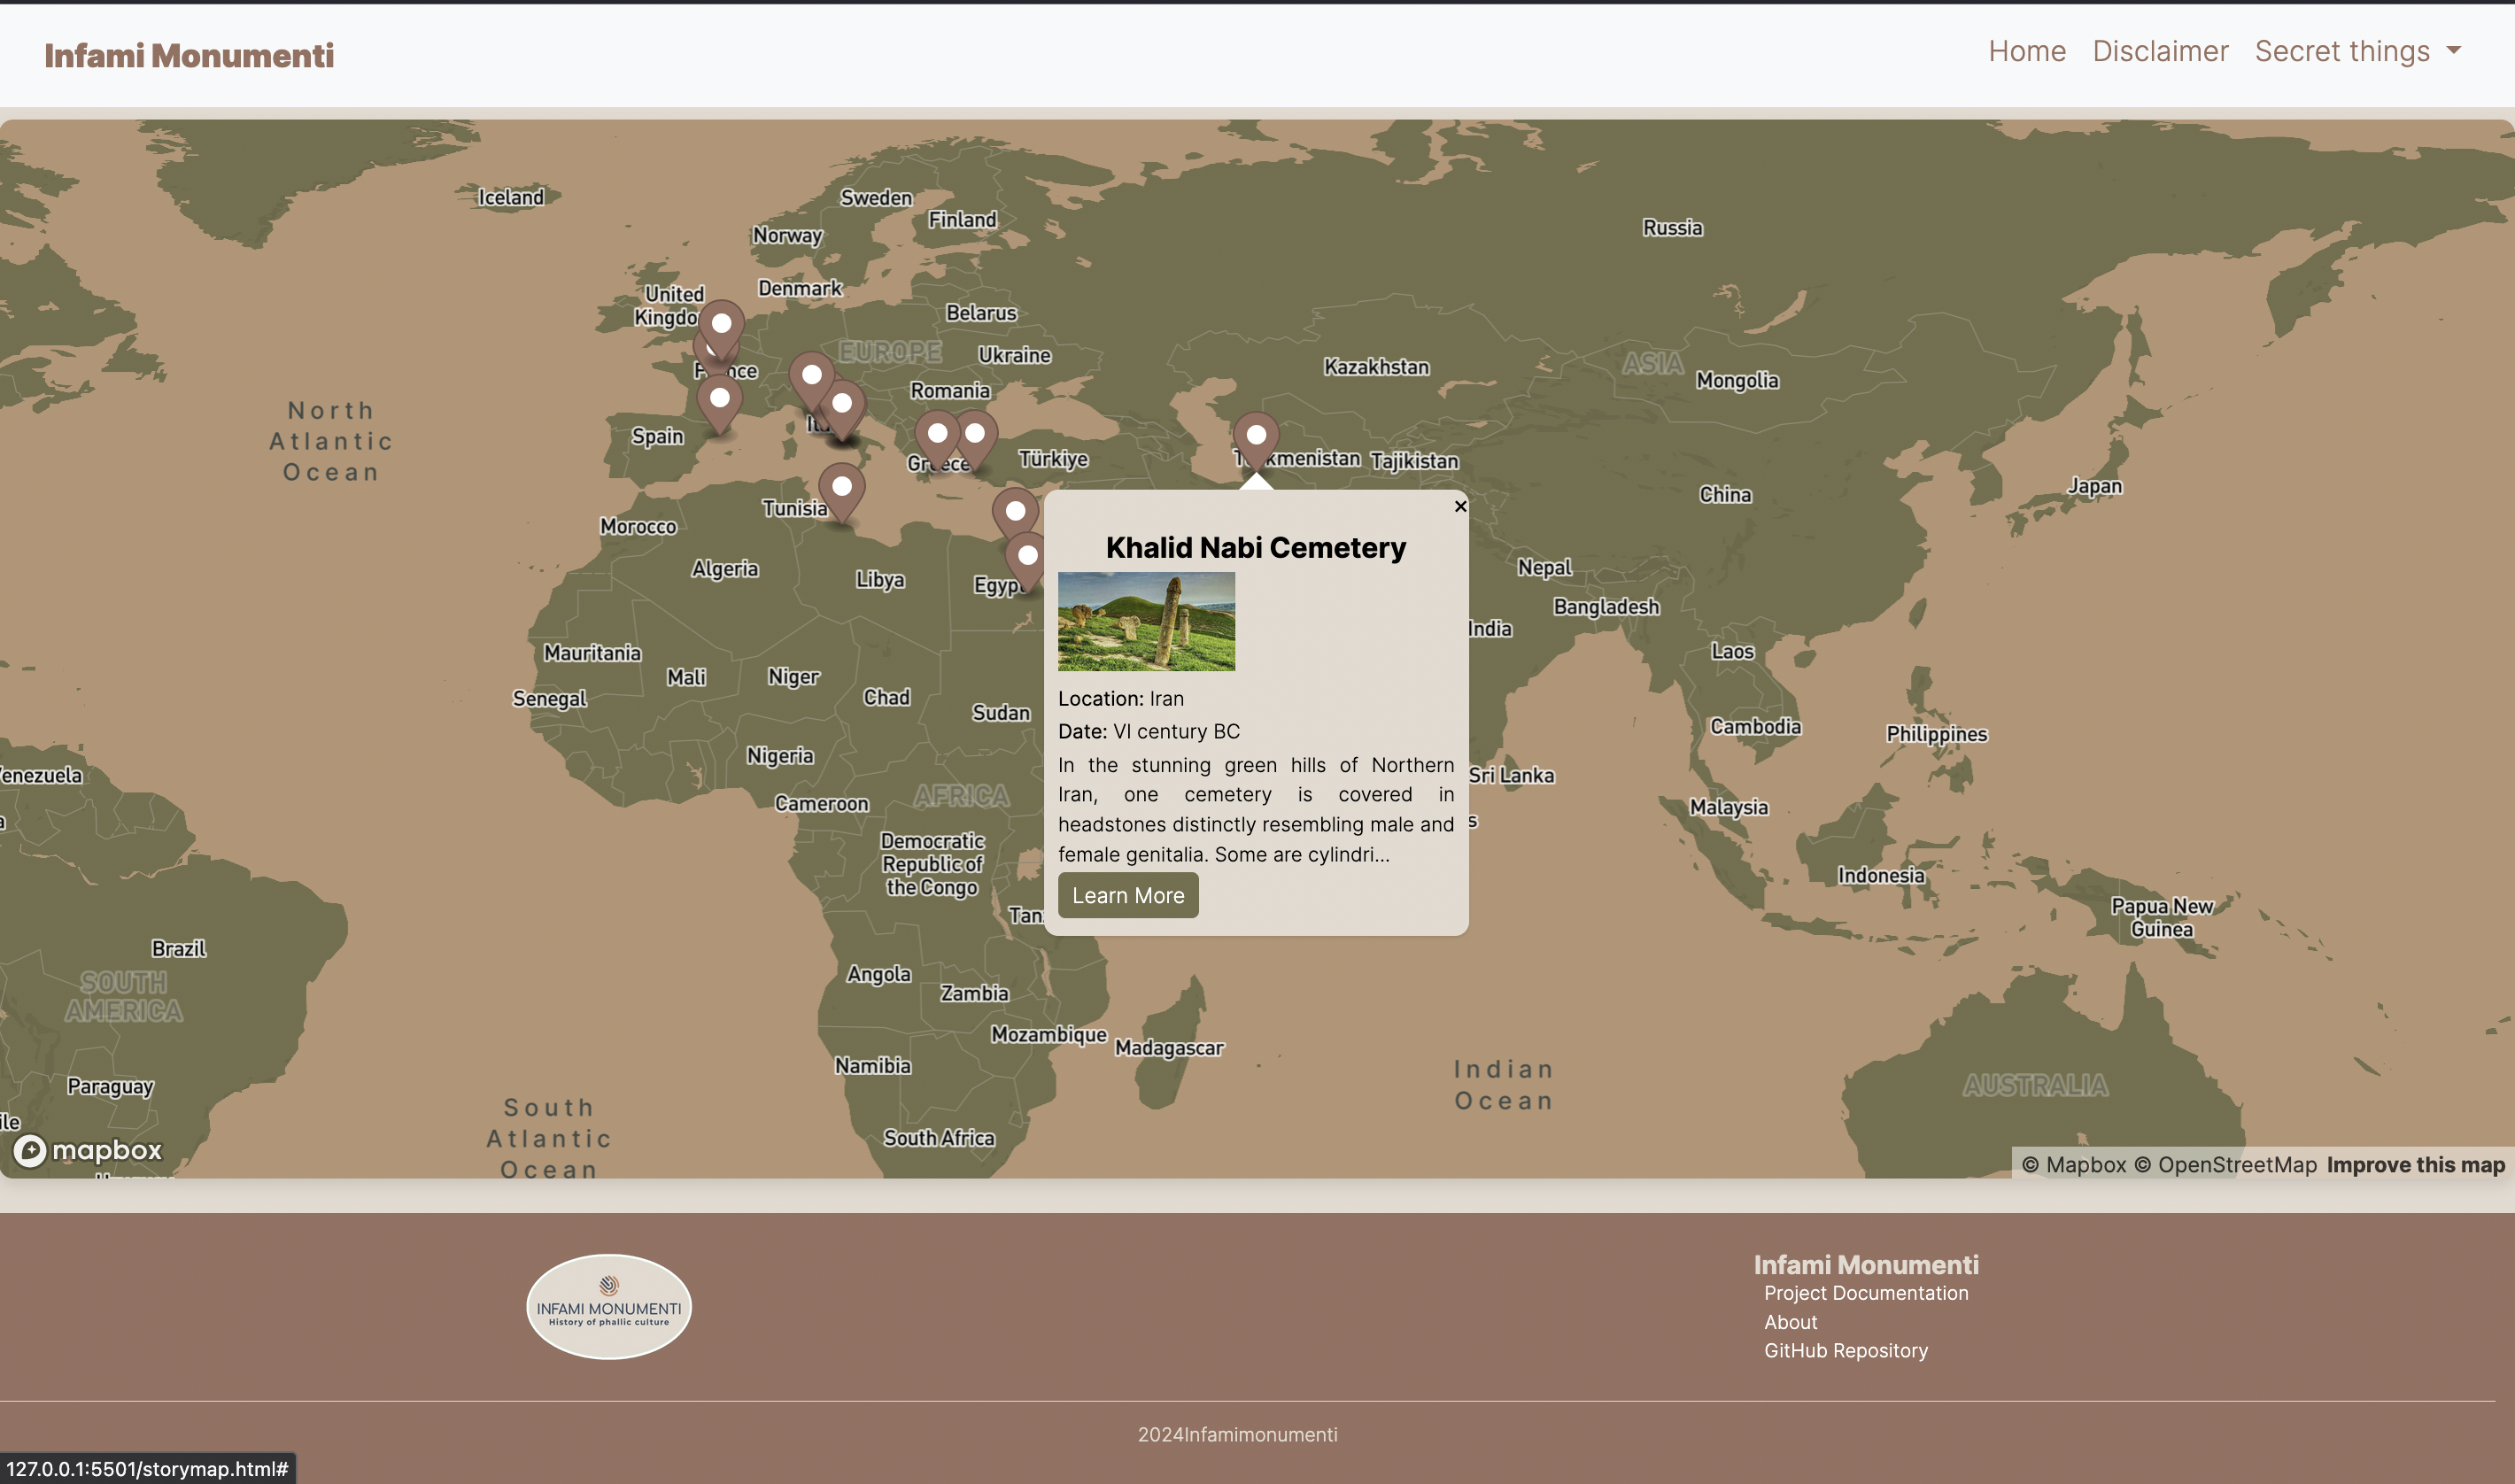 Infami Monumenti
Home Disclaimer Secret things
Iceland
Sweden
Finland
Russia
Norway
Denmark
United
Kingdo
Belarus
EUROPE
Ukraine
ASIA
Kazakhstan
Mongolia
Romania
North
Atlantic
Ocean
Spain
Greece
Türkiye
Tajikistan
China
Japan
Tunisia
Morocco
Algeria
Libya
Egypt
Nepal
Bangladesh
India
Mauritania
Mali
Niger
Chad
Senegal
Sudan
Laos
Nigeria
Cambodia
Philippines
enezuela
Sri Lanka
Cameroon
AFRICA
Malaysia
Democratic
Republic of
the Congo
Indonesia
Tan
Papua New
Guinea
Brazil
SOUTH
AMERICA
Angola
Zambia
Mozambique
Madagascar
Namibia
Indian
Ocean
AUSTRALIA
Paraguay
ile
South
Atlantic
Ocean
South Africa
×
Khalid Nabi Cemetery
Location: Iran
Date: VI century BC
In the stunning green hills of Northern
Iran, one cemetery is covered in
headstones distinctly resembling male and
female genitalia. Some are cylindri...
Learn More
mapbox
© Mapbox © OpenStreetMap Improve this map
INFAMI MONUMENTI
History of phallic culture
Infami Monumenti
Project Documentation
About
GitHub Repository
2024Infamimonumenti
127.0.0.1:5501/storymap.html#